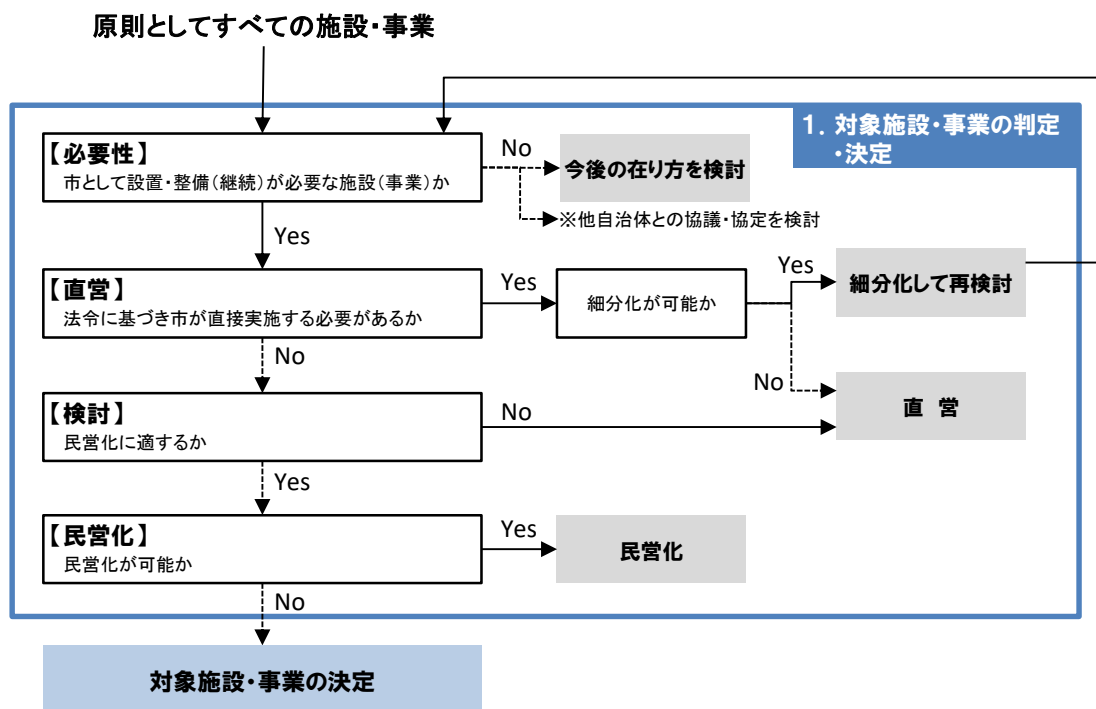 原則としてすべての施設・事業
1．対象施設・事業の判定
・決定
【必要性】
市として設置・整備（継続）が必要な施設（事業）か
No
今後の在り方を検討
※他自治体との協議・協定を検討
Yes
【直営】
法令に基づき市が直接実施する必要があるか
Yes
細分化が可能か
Yes
細分化して再検討
No
直 営
No
【検討】
民営化に適するか
No
Yes
【民営化】
民営化が可能か
Yes
民営化
No
対象施設・事業の決定